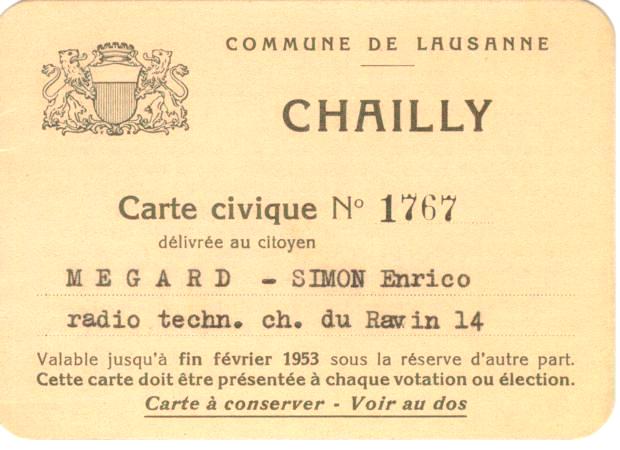 COMMUNE DE LAUSANNE
CHAILLY
Carte civique No 1767
délivrée au citoyen
MEGARD - SIMON Enrico
radio techn. ch. du Ravin 14
Valable jusqu'à fin février 1953 sous la réserve d'autre part.
Cette carte doit être présentée à chaque votation ou élection.
Carte à conserver - Voir au dos